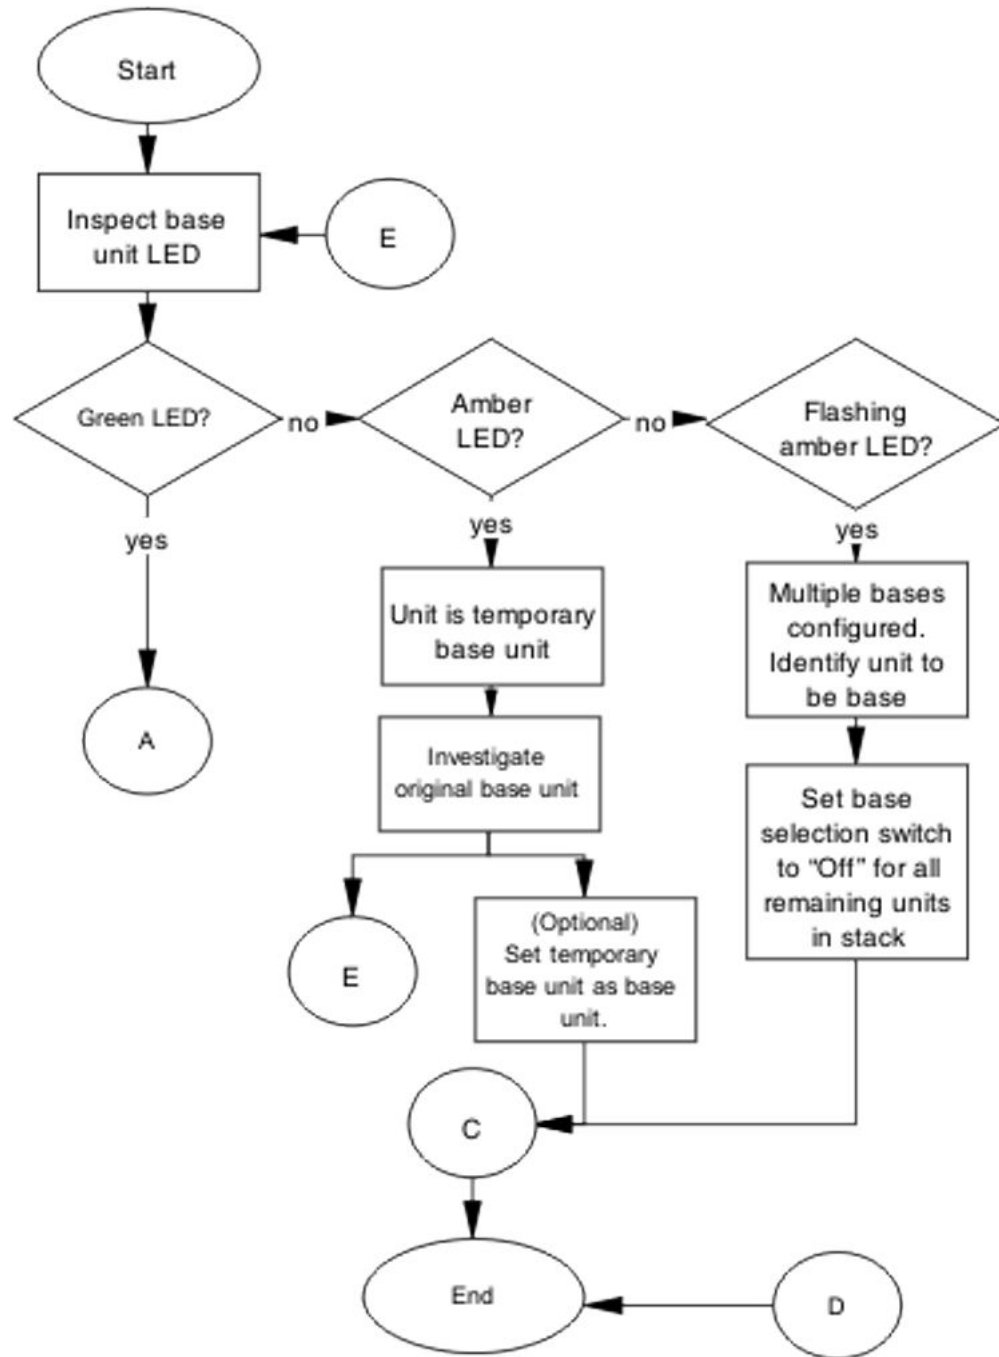 Start
Inspect base
unit LED
E
Green LED?
no
Amber
LED?
no
Flashing
amber LED?
yes
yes
yes
Unit is temporary
base unit
Multiple bases
configured.
Identify unit to
be base
A
Investigate
original base unit
Set base
selection switch
to “Off” for all
remaining units
in stack
E
(Optional)
Set temporary
base unit as base
unit.
C
End
D